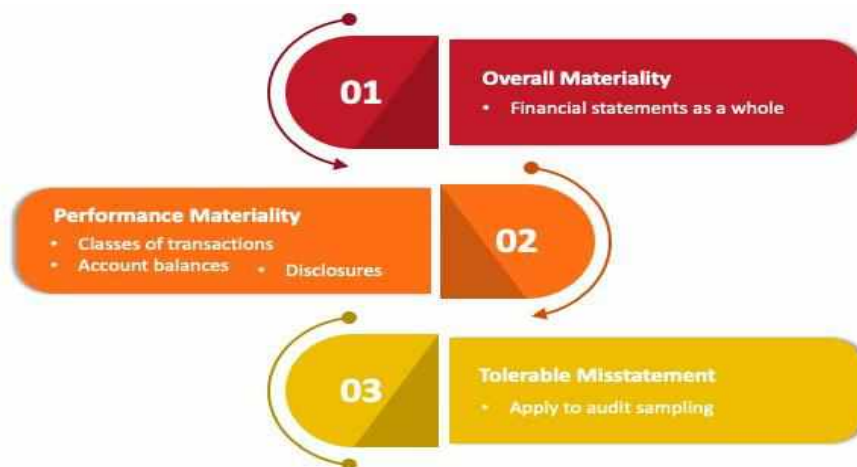 01
Overall Materiality
• Financial statements as a whole
Performance Materiality
• Classes of transactions
• Account balances • Disclosures
02
03
Tolerable Misstatement
• Apply to audit sampling